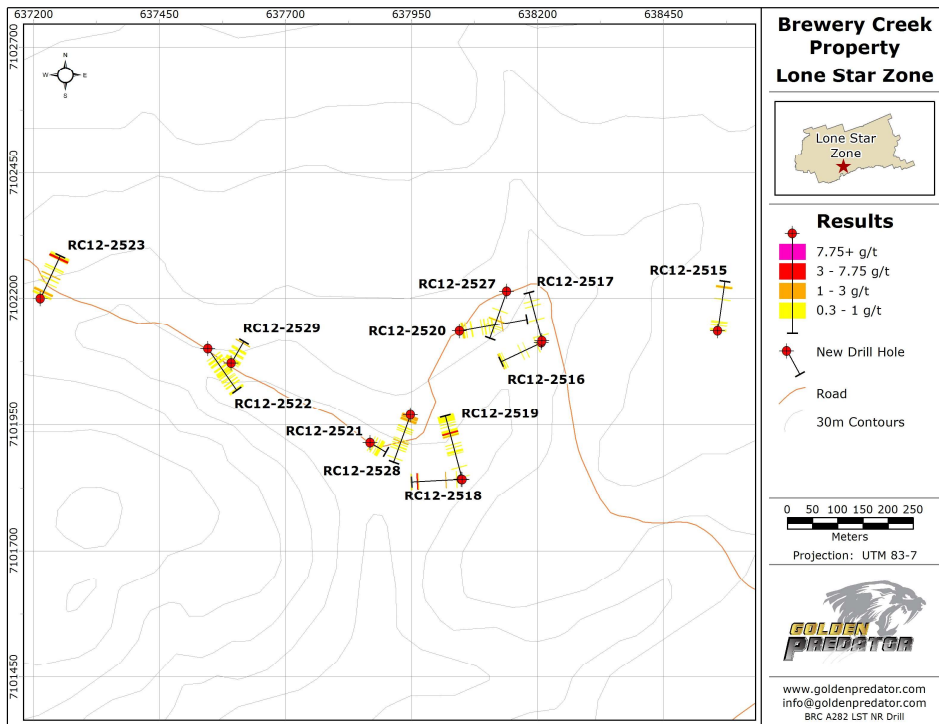 637200 637450 637700 637950 638200 638450
7102700
7102450
7102200
7101950
7101700
7101450
N
W E
S
RC12-2523
RC12-2529
RC12-2522
RC12-2521
RC12-2528
RC12-2527
RC12-2517
RC12-2520
RC12-2516
RC12-2515
RC12-2519
RC12-2518
Brewery Creek
Property
Lone Star Zone
Lone Star
Zone
Results
7.75+ g/t
3 - 7.75 g/t
1 - 3 g/t
0.3 - 1 g/t
New Drill Hole
Road
30m Contours
0 50 100 150 200 250
Meters
Projection: UTM 83-7
GOLDEN
PREDATOR
www.goldenpredator.com
info@goldenpredator.com
BRC A282 LST NR Drill